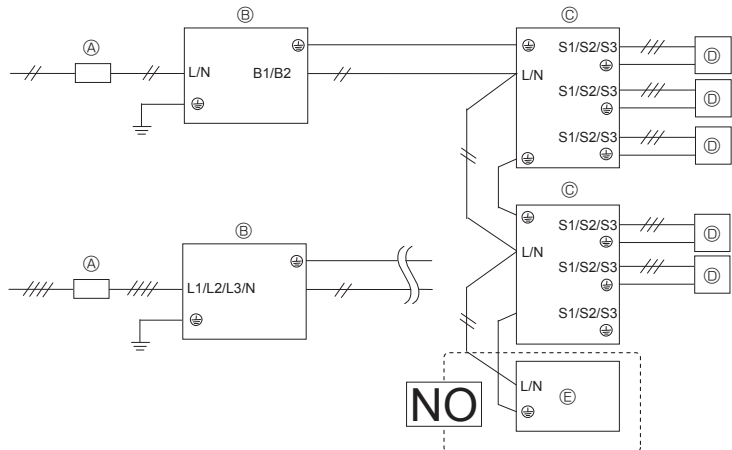 Ⓐ
Ⓑ
L/N
B1/B2
Ⓒ
L/N
S1/S2/S3
Ⓓ
S1/S2/S3
Ⓓ
S1/S2/S3
Ⓓ
Ⓒ
L/N
S1/S2/S3
Ⓓ
S1/S2/S3
Ⓓ
S1/S2/S3
Ⓐ
Ⓑ
L1/L2/L3/N
NO
L/N
Ⓔ